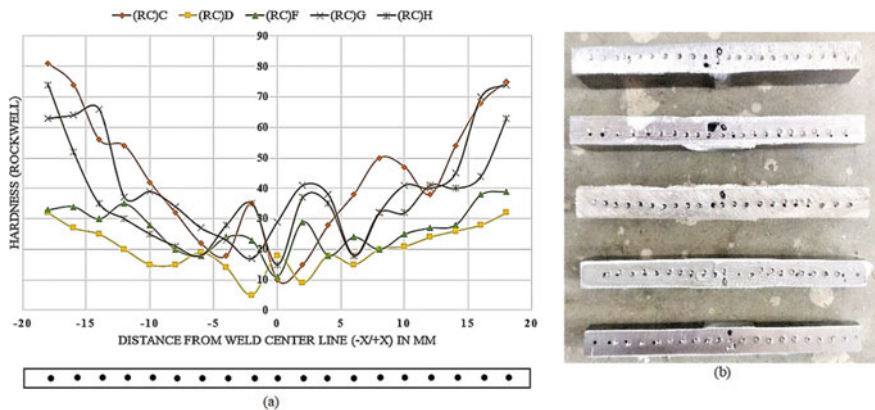 (RC)C (RC)D (RC)F (RC)G (RC)H
90
80
70
60
50
40
30
20
10
0
HARDNESS (ROCKWELL)
-20 -15 -10 -5 0 5 10 15 20
DISTANCE FROM WELD CENTER LINE (-X/+X) IN MM
(a)
(b)